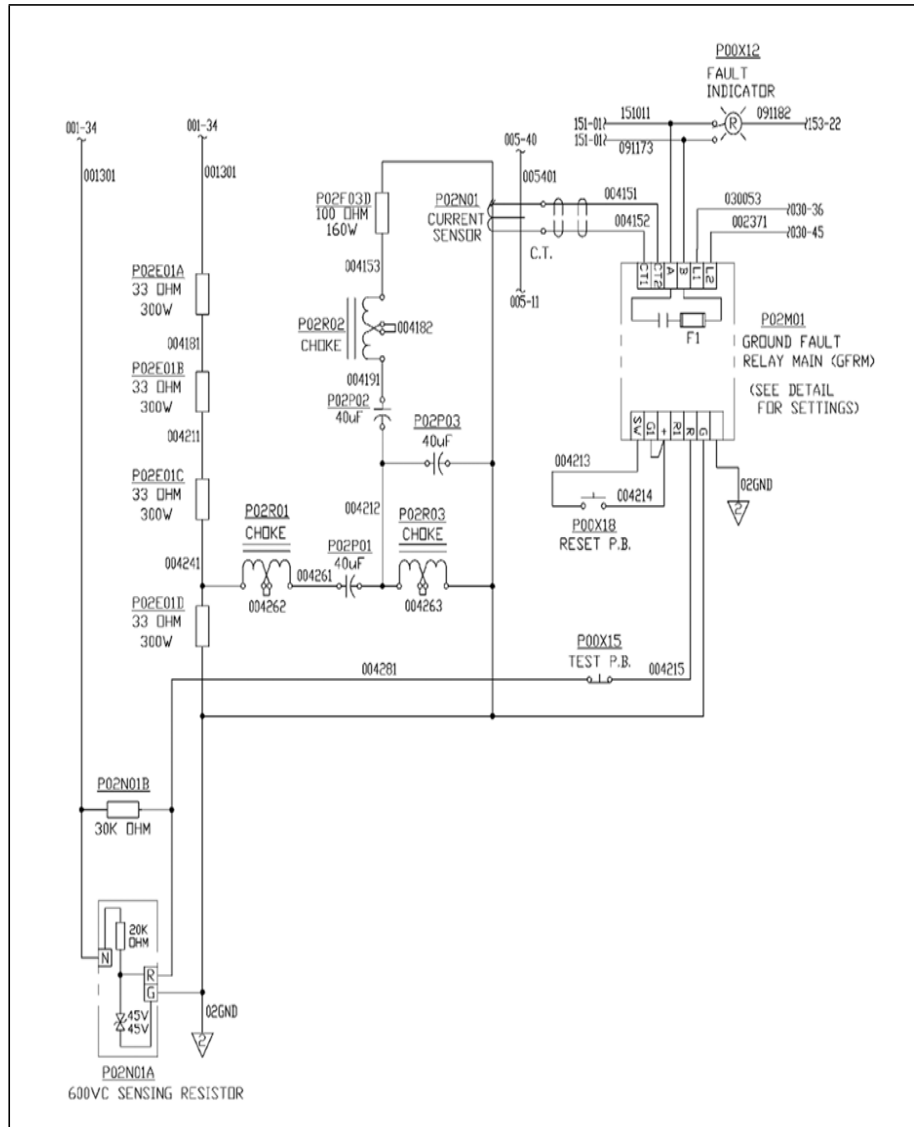 P00X12
FAULT
INDICATOR
151011
091182
151-01
R
153-22
151-01
091173
001-34
001-34
005-40
001301
001301
005401
P02F03D
100 OHM
160W
P02N01
CURRENT
SENSOR
004151
004152
C.T.
030053
030-36
002371
030-45
004153
CT1
CT2
A
B
L1
L2
P02E01A
33 OHM
300W
005-11
P02R02
CHOKE
004182
F1
P02M01
GROUND FAULT
RELAY MAIN (GFRM)
004181
004191
(SEE DETAIL
FOR SETTINGS)
P02E01B
33 OHM
300W
P02P02
40uF
P02P03
40uF
SW
G1
+
R1
R
G
004211
004213
004214
02GND
2
P02E01C
33 OHM
300W
004212
P00X18
RESET P.B.
P02R01
CHOKE
P02R03
CHOKE
004241
P02P01
40uF
004261
004262
004263
P02E01D
33 OHM
300W
P00X15
TEST P.B.
004281
004215
P02N01B
30K OHM
20K
OHM
N
R
G
45V
45V
02GND
2
P02N01A
600VC SENSING RESISTOR